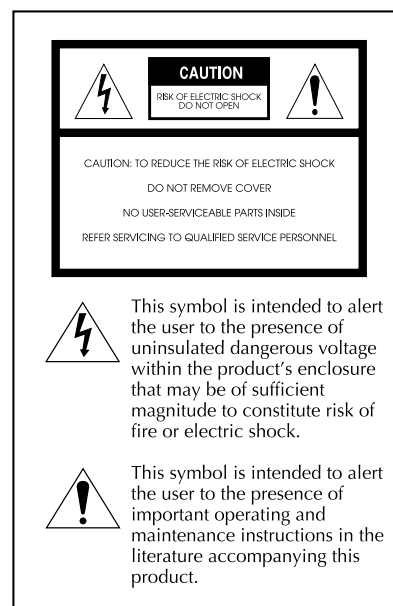 CAUTION
RISK OF ELECTRIC SHOCK
DO NOT OPEN
CAUTION: TO REDUCE THE RISK OF ELECTRIC SHOCK
DO NOT REMOVE COVER
NO USER-SERVICEABLE PARTS INSIDE
REFER SERVICING TO QUALIFIED SERVICE PERSONNEL
This symbol is intended to alert
the user to the presence of
uninsulated dangerous voltage
within the product’s enclosure
that may be of sufficient
magnitude to constitute risk of
fire or electric shock.
This symbol is intended to alert
the user to the presence of
important operating and
maintenance instructions in the
literature accompanying this
product.